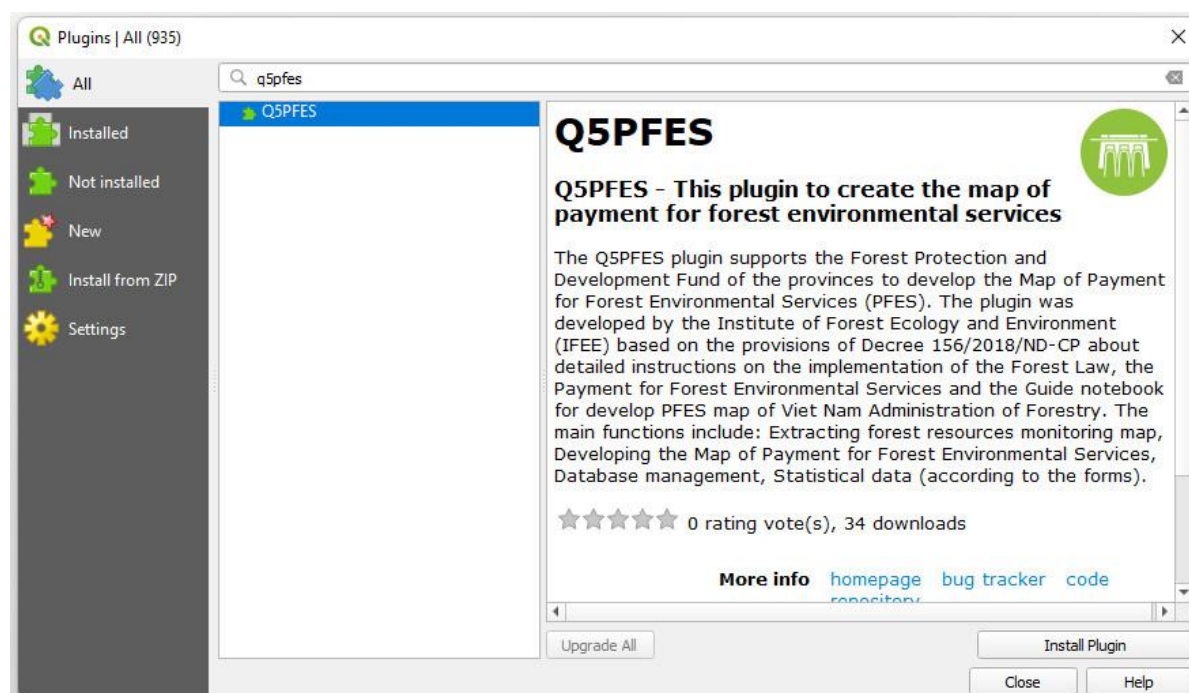 Plugins | All (935)
All
q5pfes
Installed
Not installed
New
Install from ZIP
Settings
Q5PFES
Q5PFES
Q5PFES - This plugin to create the map of
payment for forest environmental services
The Q5PFES plugin supports the Forest Protection and
Development Fund of the provinces to develop the Map of Payment
for Forest Environmental Services (PFES). The plugin was
developed by the Institute of Forest Ecology and Environment
(IFEE) based on the provisions of Decree 156/2018/ND-CP about
detailed instructions on the implementation of the Forest Law, the
Payment for Forest Environmental Services and the Guide notebook
for develop PFES map of Viet Nam Administration of Forestry. The
main functions include: Extracting forest resources monitoring map,
Developing the Map of Payment for Forest Environmental Services,
Database management, Statistical data (according to the forms).
0 rating vote(s), 34 downloads
More info homepage bug tracker code
repository
Upgrade All
Install Plugin
Close
Help